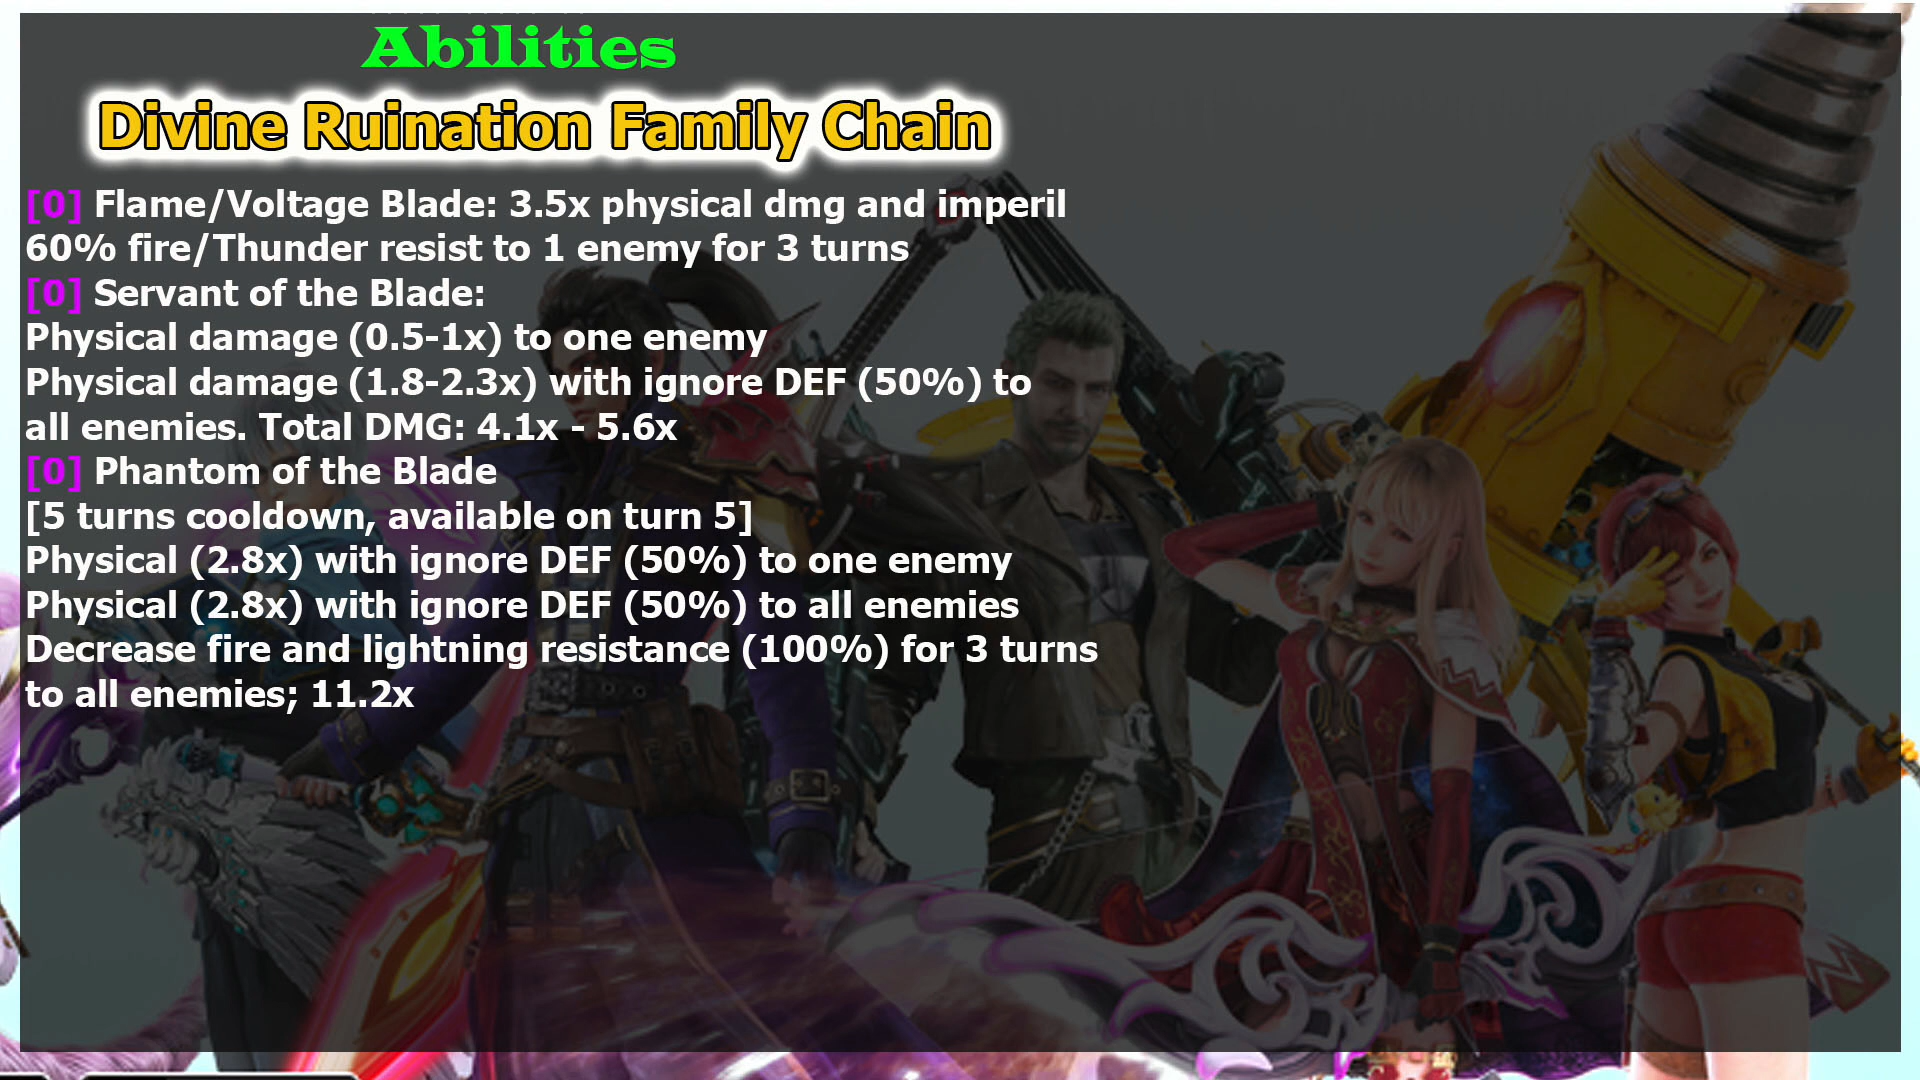 Abilities
Divine Ruination Family Chain
[0] Flame/Voltage Blade: 3.5x physical dmg and imperil
60% fire/Thunder resist to 1 enemy for 3 turns
[0] Servant of the Blade:
Physical damage (0.5-1x) to one enemy
Physical damage (1.8-2.3x) with ignore DEF (50%) to
all enemies. Total DMG: 4.1x - 5.6x
[0] Phantom of the Blade
[5 turns cooldown, available on turn 5]
Physical (2.8x) with ignore DEF (50%) to one enemy
Physical (2.8x) with ignore DEF (50%) to all enemies
Decrease fire and lightning resistance (100%) for 3 turns
to all enemies; 11.2x